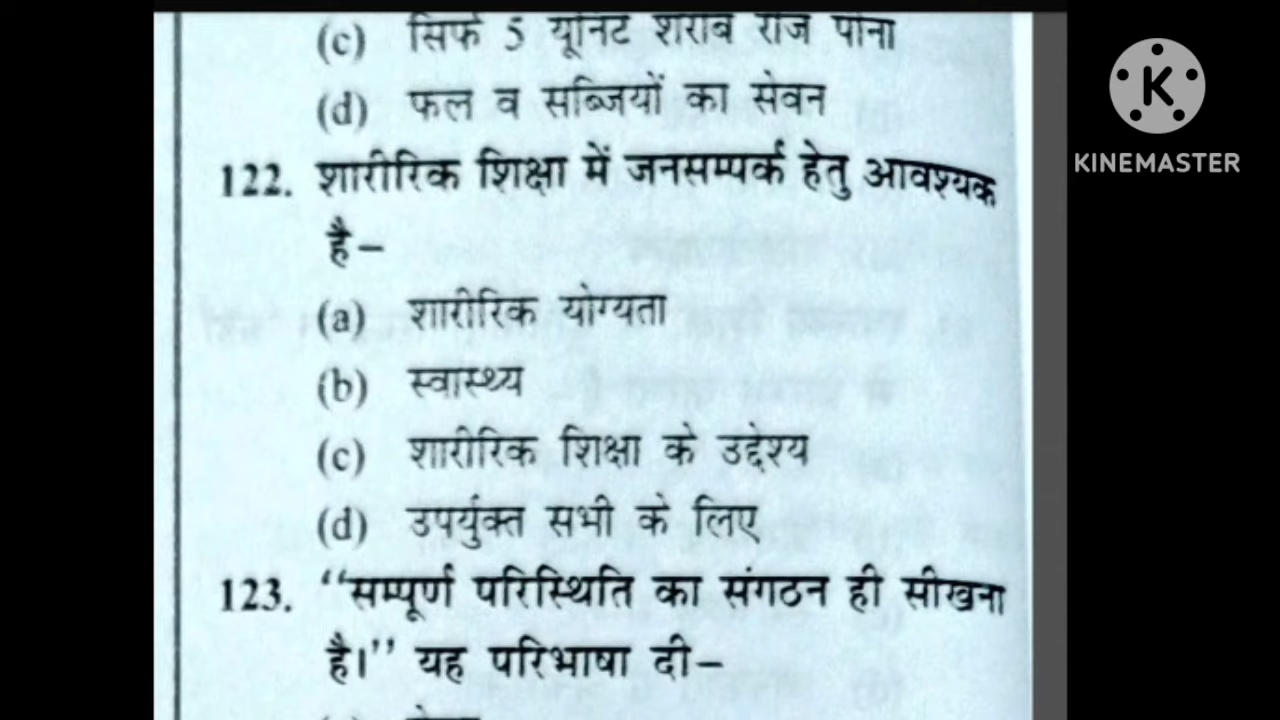 (c) सिर्फ 5 यूनिट शराब रोज पीना
(d) फल व सब्जियों का सेवन
122. शारीरिक शिक्षा में जनसम्पर्क हेतु आवश्यक
है–
(a) शारीरिक योग्यता
(b) स्वास्थ्य
(c) शारीरिक शिक्षा के उद्देश्य
(d) उपर्युक्त सभी के लिए
123. ‘‘सम्पूर्ण परिस्थिति का संगठन ही सीखना
है।’’ यह परिभाषा दी–
K
KINEMASTER